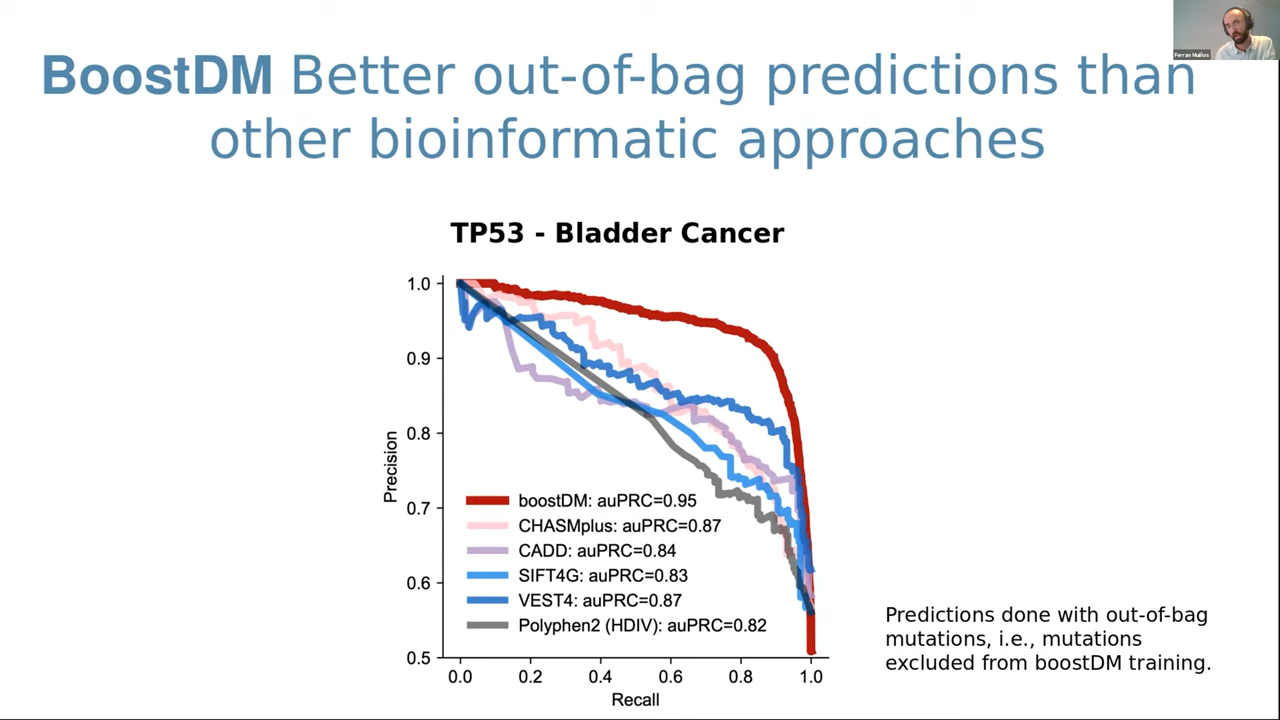 Ferran Muiños
BoostDM Better out-of-bag predictions than
other bioinformatic approaches
TP53 - Bladder Cancer
Precision
1.0
0.9
0.8
0.7
0.6
0.5
boostDM: auPRC=0.95
CHASMplus: auPRC=0.87
CADD: auPRC=0.84
SIFT4G: auPRC=0.83
VEST4: auPRC=0.87
Polyphen2 (HDIV): auPRC=0.82
0.0 0.2 0.4 0.6 0.8 1.0
Recall
Predictions done with out-of-bag
mutations, i.e., mutations
excluded from boostDM training.